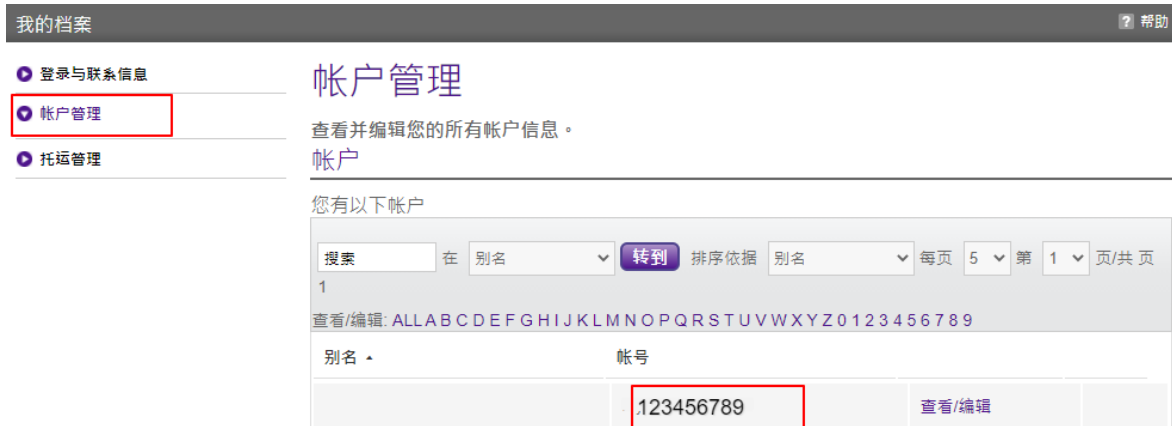 我的档案
? 帮助
登录与联系信息
帐户管理
托运管理
帐户管理
查看并编辑您的所有帐户信息。
帐户
您有以下帐户
搜索 在 别名 转到 排序依据 别名 每页 5 第 1 页/共 页
1
查看/编辑: ALL A B C D E F G H I J K L M N O P Q R S T U V W X Y Z 0 1 2 3 4 5 6 7 8 9
别名 帐号
123456789 查看/编辑